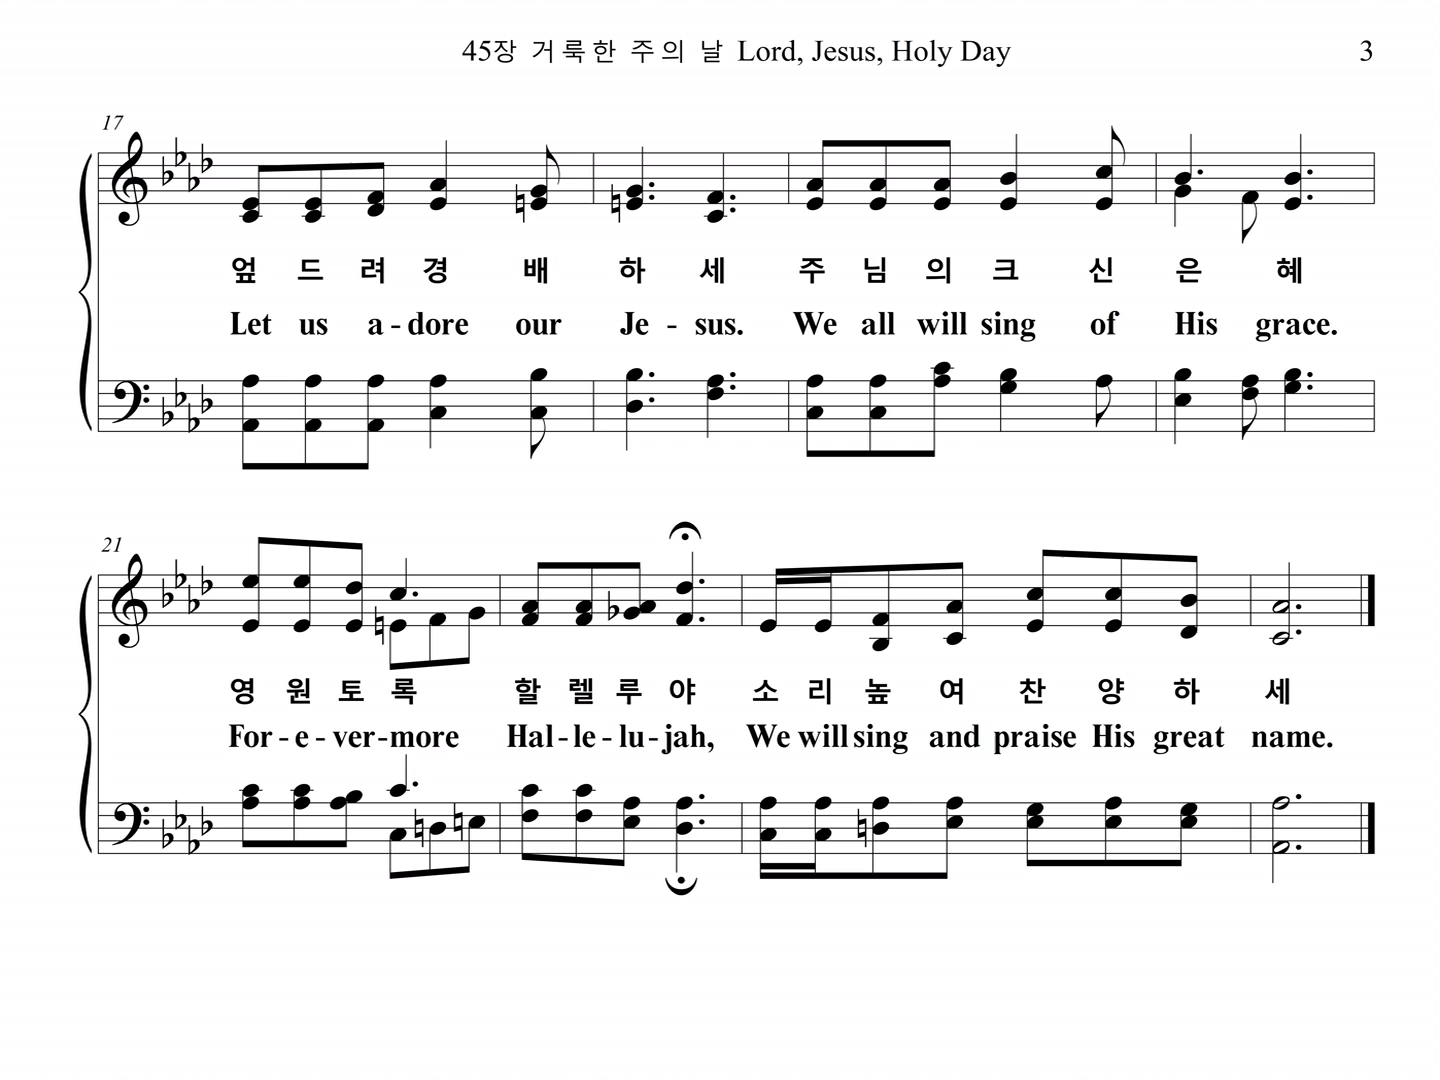 45장 거룩한 주의 날 Lord, Jesus, Holy Day 3
17
엎 드 려 경 배 하 세 주 님 의 크 신 은 혜
Let us a - dore our Je - sus. We all will sing of His grace.
21
영 원 토 록 할 렐 루 야 소 리 높 여 찬 양 하 세
For - e - ver - more Hal - le - lu - jah, We will sing and praise His great name.